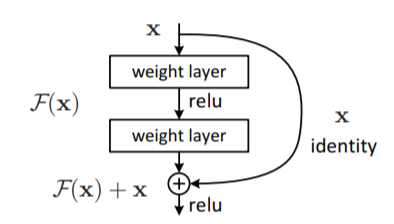 x
weight layer
relu
F(x)
weight layer
x
identity
F(x) + x
relu